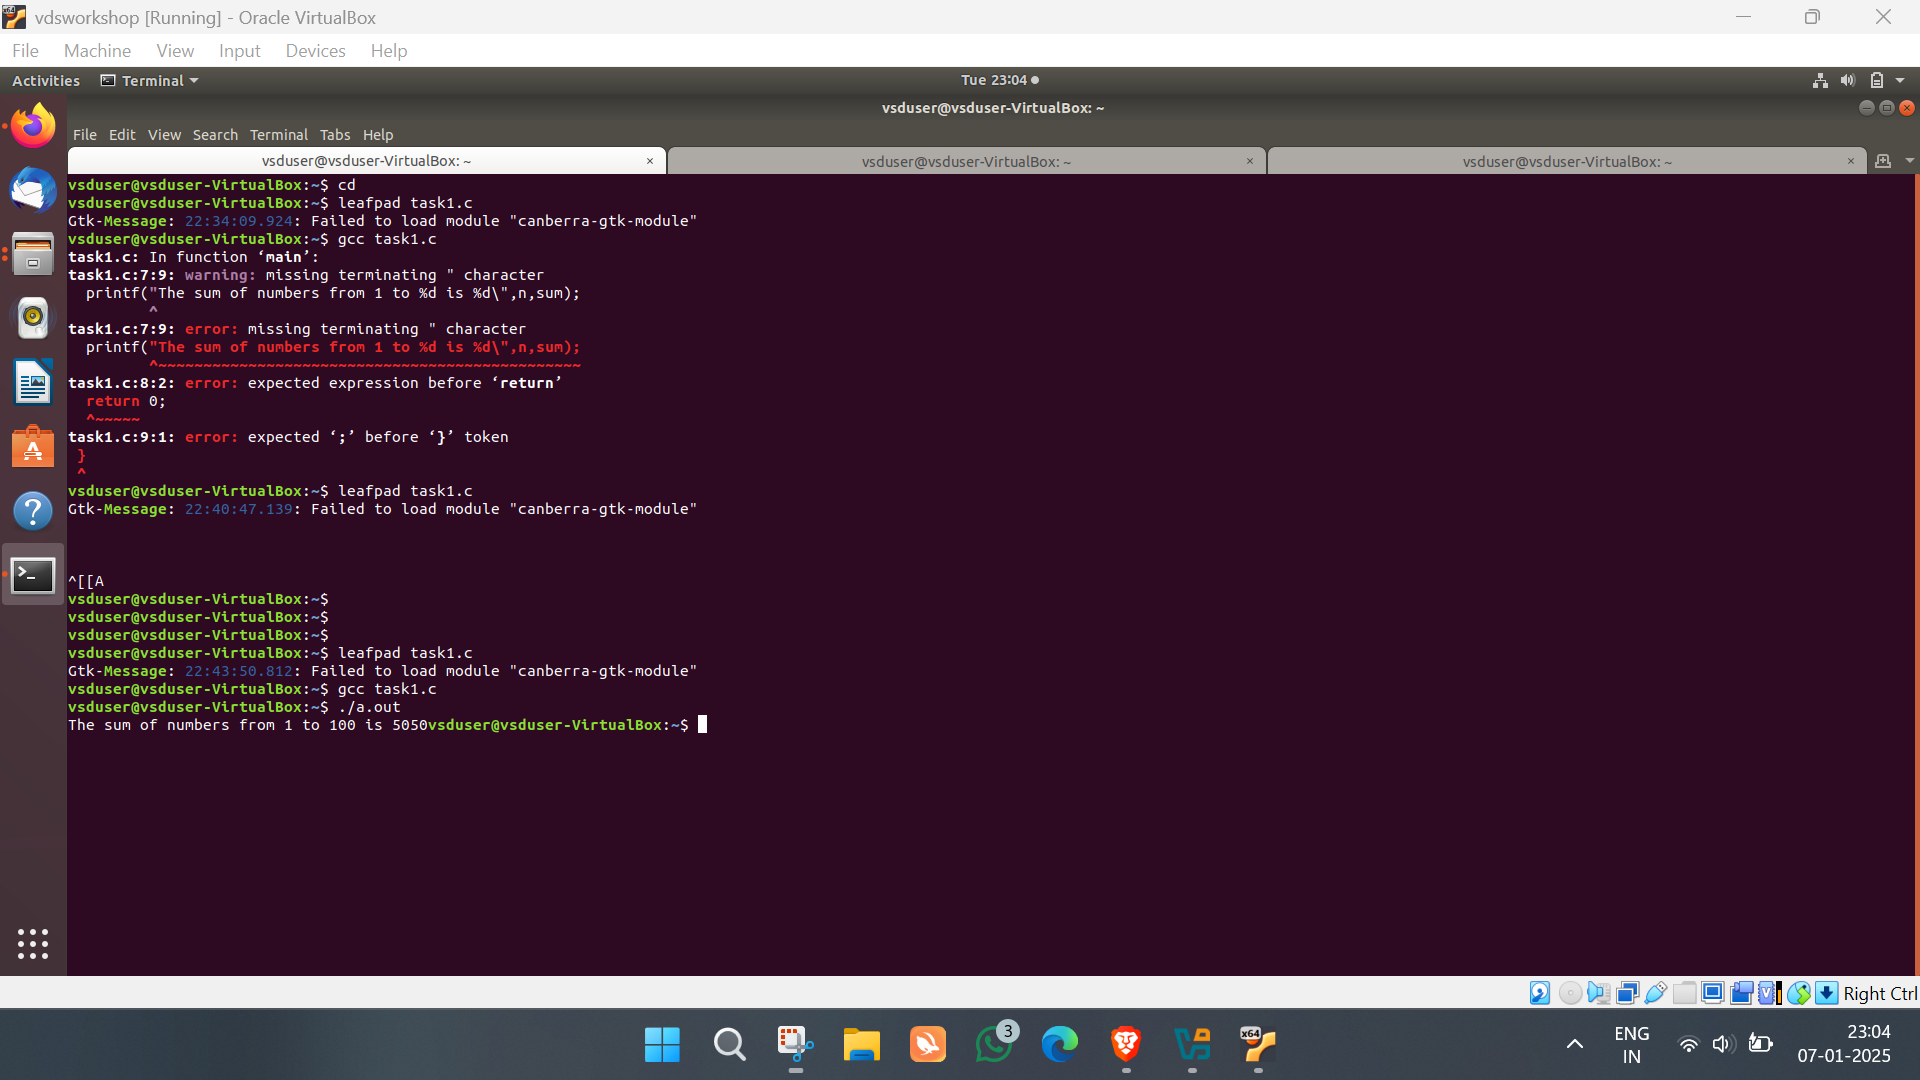 vdsworkshop [Running] - Oracle VirtualBox
File Machine View Input Devices Help
Activities Terminal Tue 23:04
vsduser@vsduser-VirtualBox: ~
File Edit View Search Terminal Tabs Help
vsduser@vsduser-VirtualBox: ~ × vsduser@vsduser-VirtualBox: ~ × vsduser@vsduser-VirtualBox: ~ ×
vsduser@vsduser-VirtualBox:~$ cd
vsduser@vsduser-VirtualBox:~$ leafpad task1.c
Gtk-Message: 22:34:09.924: Failed to load module "canberra-gtk-module"
vsduser@vsduser-VirtualBox:~$ gcc task1.c
task1.c: In function ‘main’:
task1.c:7:9: warning: missing terminating " character
  printf("The sum of numbers from 1 to %d is %d\",n,sum);
         ^
task1.c:7:9: error: missing terminating " character
  printf("The sum of numbers from 1 to %d is %d\",n,sum);
         ^~~~~~~~~~~~~~~~~~~~~~~~~~~~~~~~~~~~~~~~~~~~~~~~
task1.c:8:2: error: expected expression before ‘return’
  return 0;
  ^~~~~~
task1.c:9:1: error: expected ‘;’ before ‘}’ token
 }
 ^
vsduser@vsduser-VirtualBox:~$ leafpad task1.c
Gtk-Message: 22:40:47.139: Failed to load module "canberra-gtk-module"
^[[A
vsduser@vsduser-VirtualBox:~$
vsduser@vsduser-VirtualBox:~$
vsduser@vsduser-VirtualBox:~$
vsduser@vsduser-VirtualBox:~$ leafpad task1.c
Gtk-Message: 22:43:50.812: Failed to load module "canberra-gtk-module"
vsduser@vsduser-VirtualBox:~$ gcc task1.c
vsduser@vsduser-VirtualBox:~$ ./a.out
The sum of numbers from 1 to 100 is 5050vsduser@vsduser-VirtualBox:~$
Right Ctrl
3
x64
ENG
IN
23:04
07-01-2025